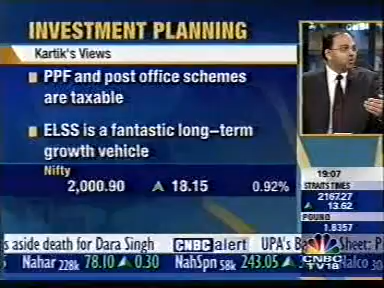 INVESTMENT PLANNING
Kartik's Views
PPF and post office schemes
are taxable
ELSS is a fantastic long-term
growth vehicle
Nifty
2,000.90 18.15 0.92%
19:07
STRAITS TIMES
2167.27
13.62
POUND
1.8357
s aside death for Dara Singh CNBC alert UPA's Sheet: P
Nahar 228k 78.10 0.30 NahSpn 58k 243.05
CNBC
TV18